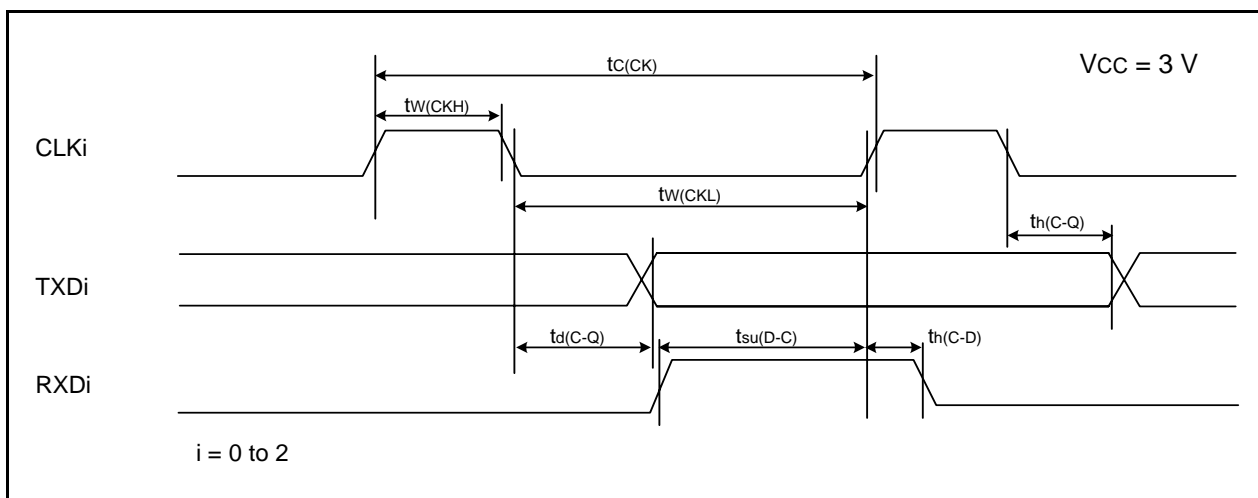 tC(CK)
VCC = 3 V
tW(CKH)
CLKi
tW(CKL)
th(C-Q)
TXDi
td(C-Q)
tsu(D-C)
th(C-D)
RXDi
i = 0 to 2